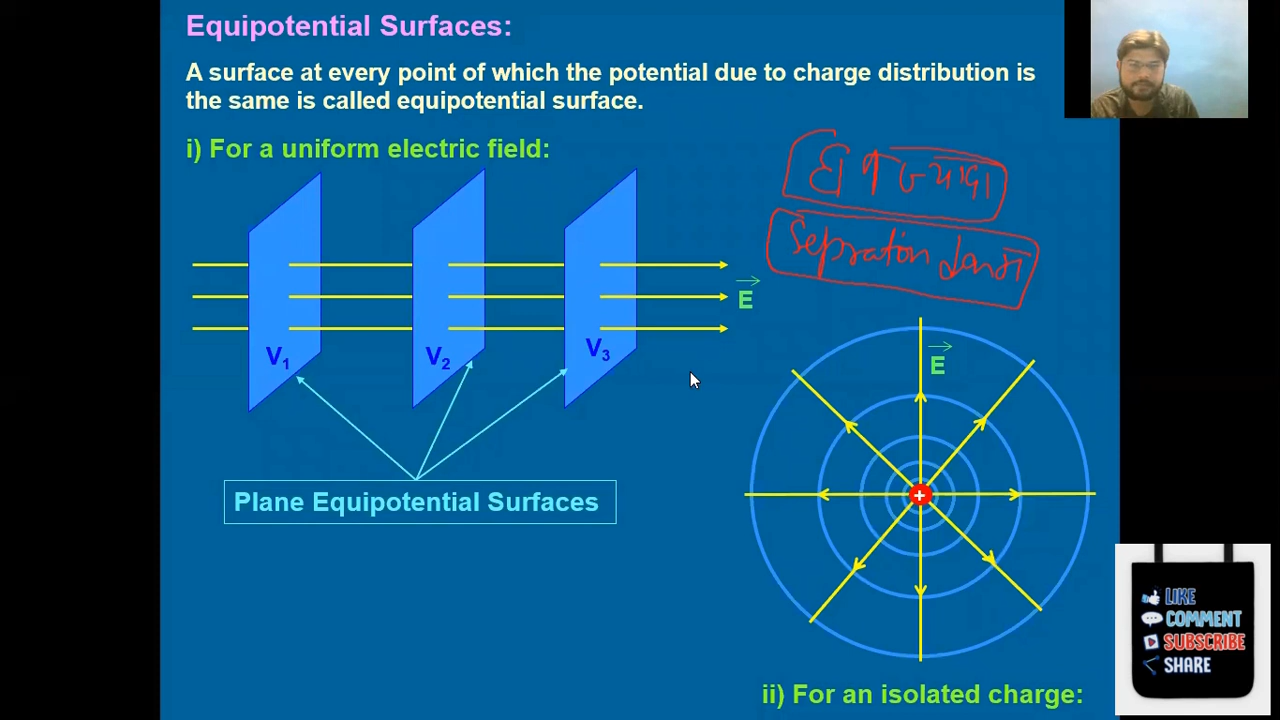 Equipotential Surfaces:
A surface at every point of which the potential due to charge distribution is
the same is called equipotential surface.
i) For a uniform electric field:
E ज्यादा
Sepration कम
E
V1
V2
V3
E
+
Plane Equipotential Surfaces
ii) For an isolated charge:
LIKE
COMMENT
SUBSCRIBE
SHARE